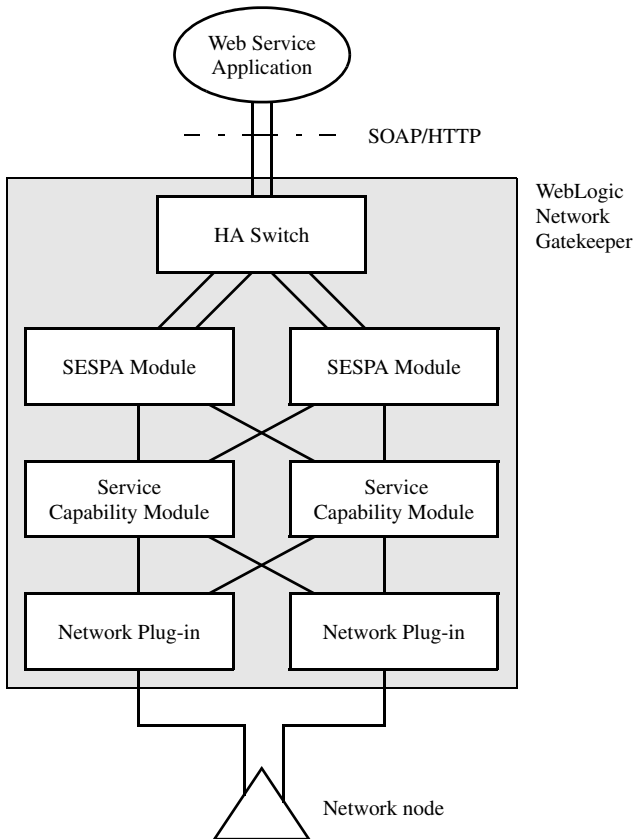 Web Service
Application
SOAP/HTTP
WebLogic
Network
Gatekeeper
HA Switch
SESPA Module
SESPA Module
Service
Capability Module
Service
Capability Module
Network Plug-in
Network Plug-in
Network node